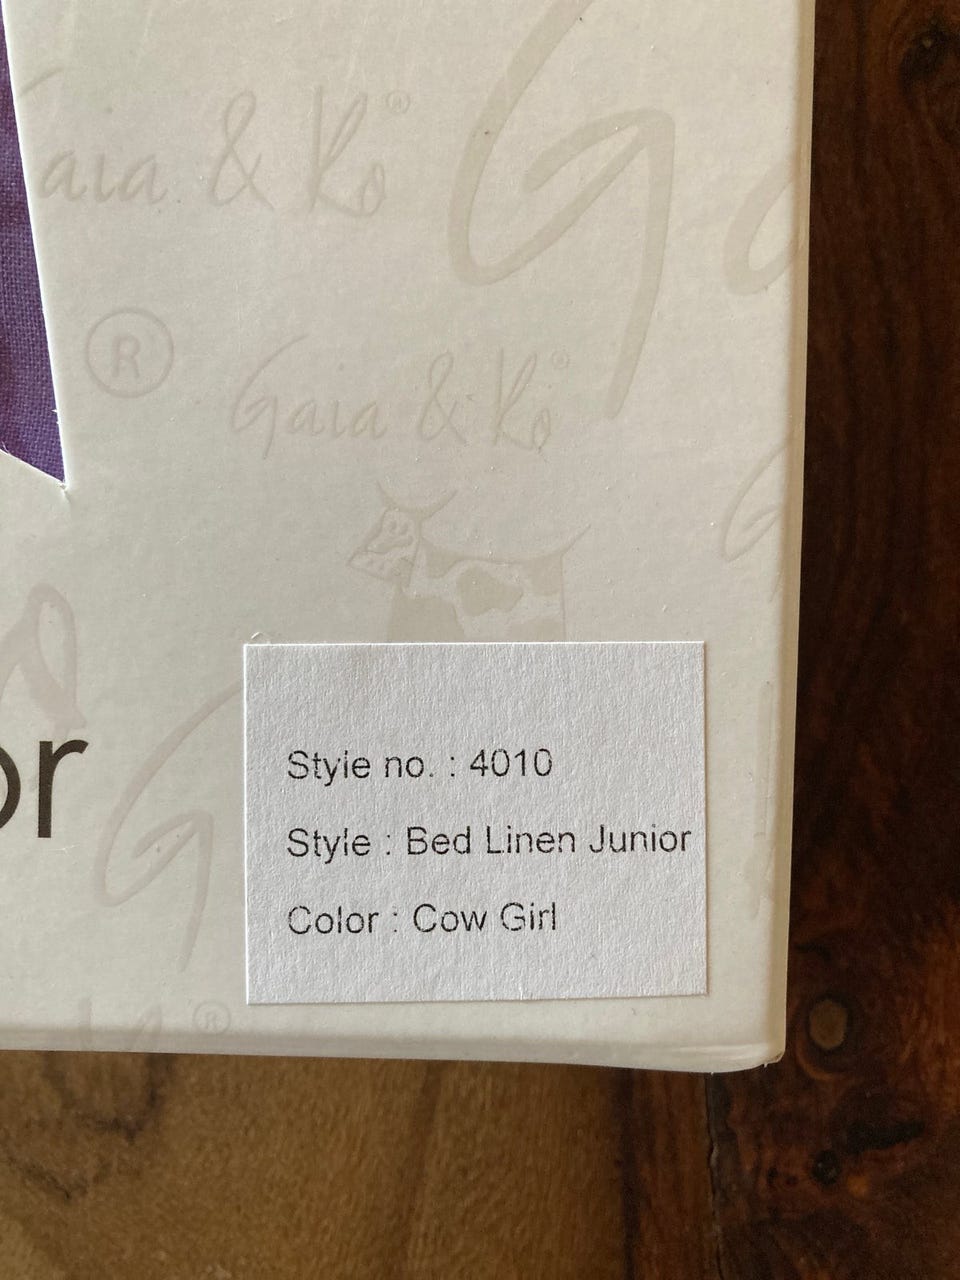 Gaia & Ko®
®
Gaia & Ko®
or
Style no. : 4010
Style : Bed Linen Junior
Color : Cow Girl
®